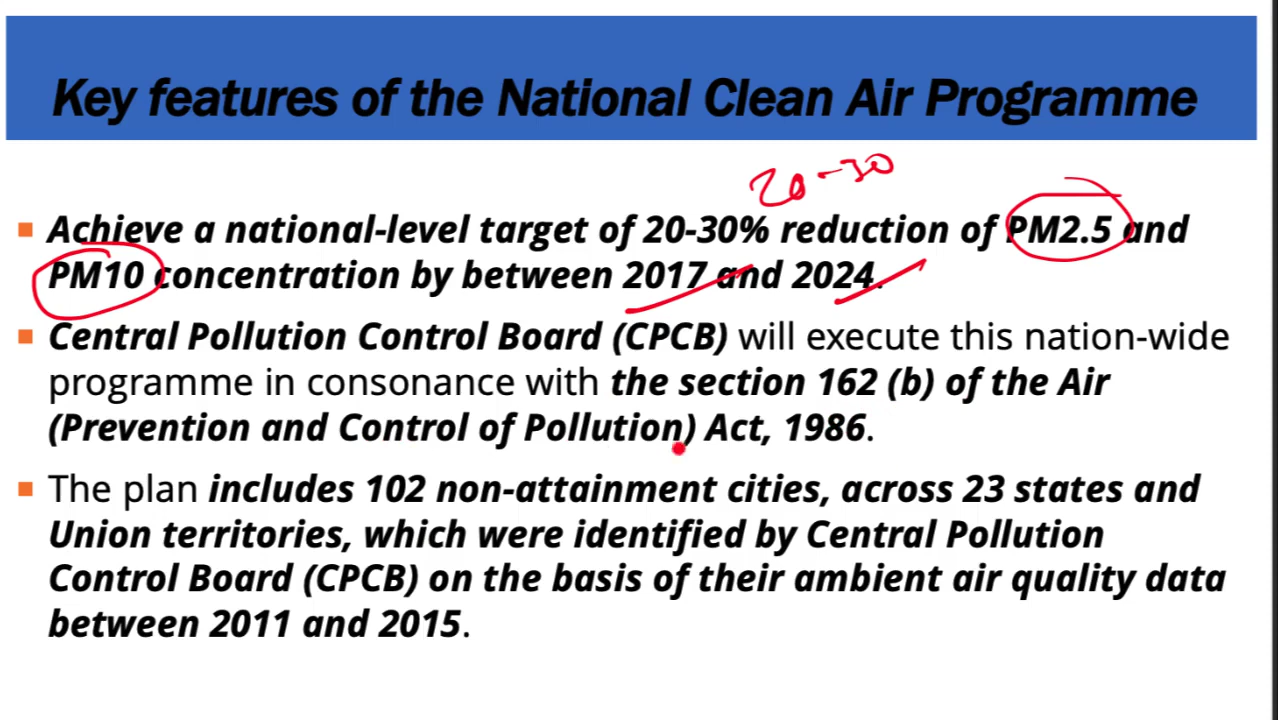 Key features of the National Clean Air Programme
20-30
Achieve a national-level target of 20-30% reduction of PM2.5 and
PM10 concentration by between 2017 and 2024.
Central Pollution Control Board (CPCB) will execute this nation-wide
programme in consonance with the section 162 (b) of the Air
(Prevention and Control of Pollution) Act, 1986.
The plan includes 102 non-attainment cities, across 23 states and
Union territories, which were identified by Central Pollution
Control Board (CPCB) on the basis of their ambient air quality data
between 2011 and 2015.